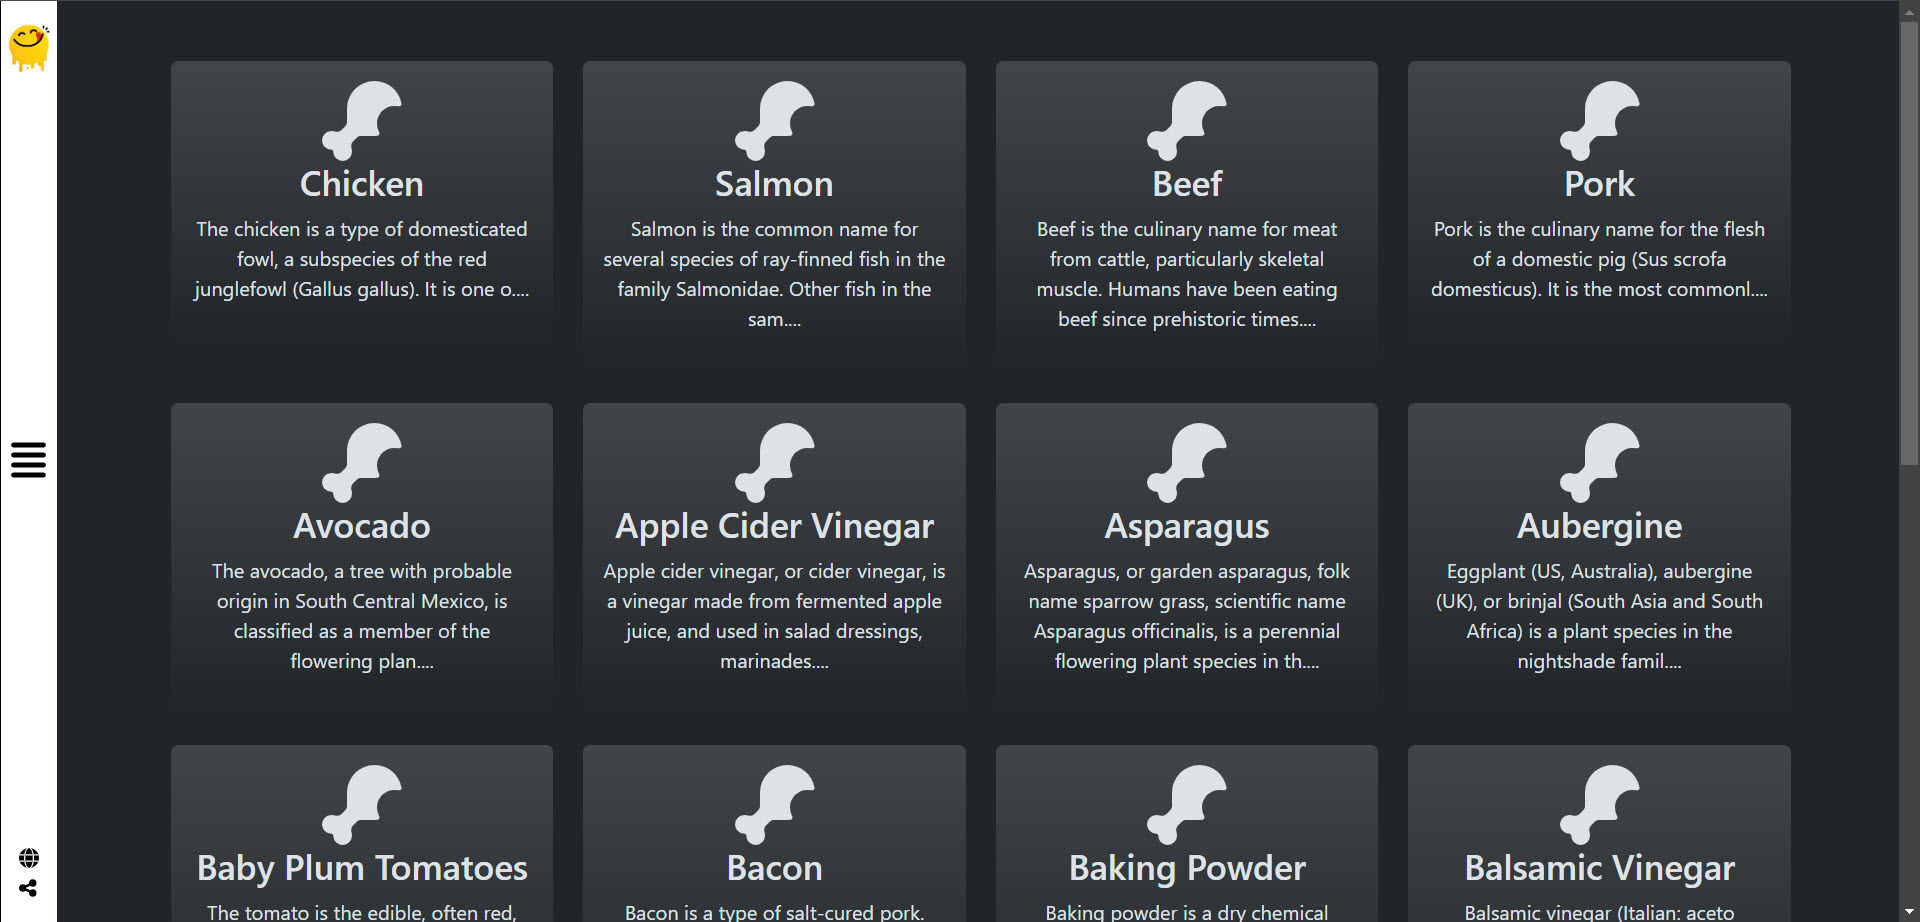 Chicken
The chicken is a type of domesticated
fowl, a subspecies of the red
junglefowl (Gallus gallus). It is one o....
Salmon
Salmon is the common name for
several species of ray-finned fish in the
family Salmonidae. Other fish in the
sam....
Beef
Beef is the culinary name for meat
from cattle, particularly skeletal
muscle. Humans have been eating
beef since prehistoric times....
Pork
Pork is the culinary name for the flesh
of a domestic pig (Sus scrofa
domesticus). It is the most commonl....
Avocado
The avocado, a tree with probable
origin in South Central Mexico, is
classified as a member of the
flowering plan....
Apple Cider Vinegar
Apple cider vinegar, or cider vinegar, is
a vinegar made from fermented apple
juice, and used in salad dressings,
marinades....
Asparagus
Asparagus, or garden asparagus, folk
name sparrow grass, scientific name
Asparagus officinalis, is a perennial
flowering plant species in th....
Aubergine
Eggplant (US, Australia), aubergine
(UK), or brinjal (South Asia and South
Africa) is a plant species in the
nightshade famil....
Baby Plum Tomatoes
The tomato is the edible, often red,
Bacon
Bacon is a type of salt-cured pork.
Baking Powder
Baking powder is a dry chemical
Balsamic Vinegar
Balsamic vinegar (Italian: aceto